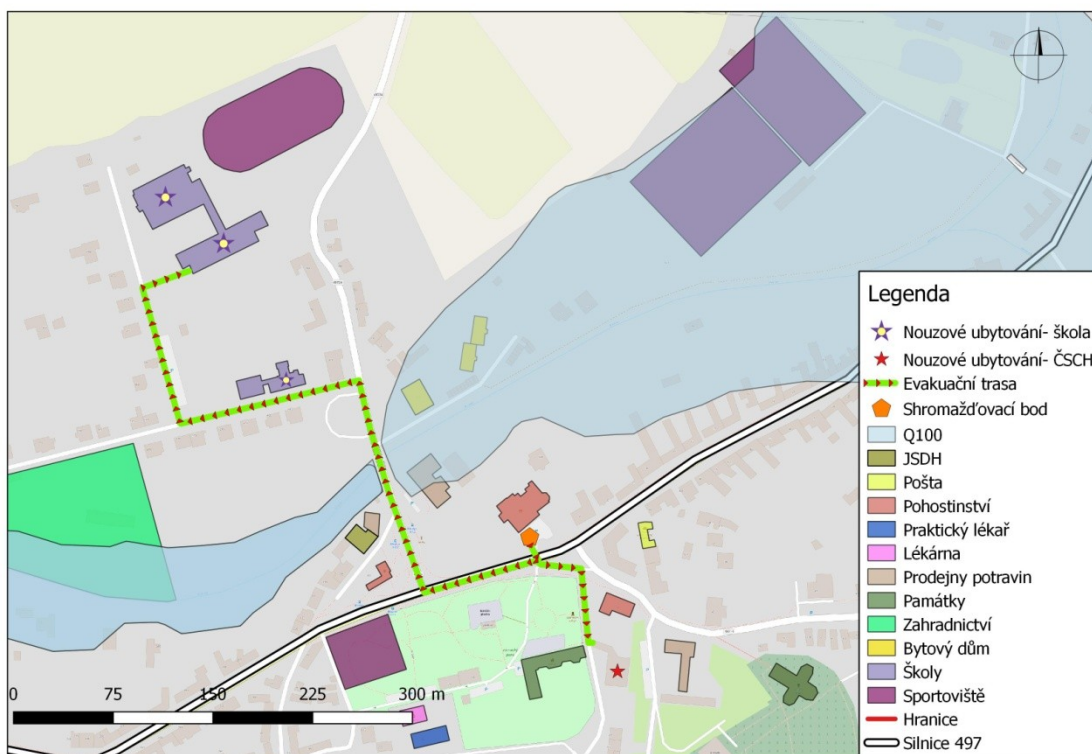 Legenda
Nouzové ubytování- škola
Nouzové ubytování- ČSCH
Evakuační trasa
Shromažďovací bod
Q100
JSDH
Pošta
Pohostinství
Praktický lékař
Lékárna
Prodejny potravin
Památky
Zahradnictví
Bytový dům
Školy
Sportoviště
Hranice
Silnice 497
0 75 150 225 300 m